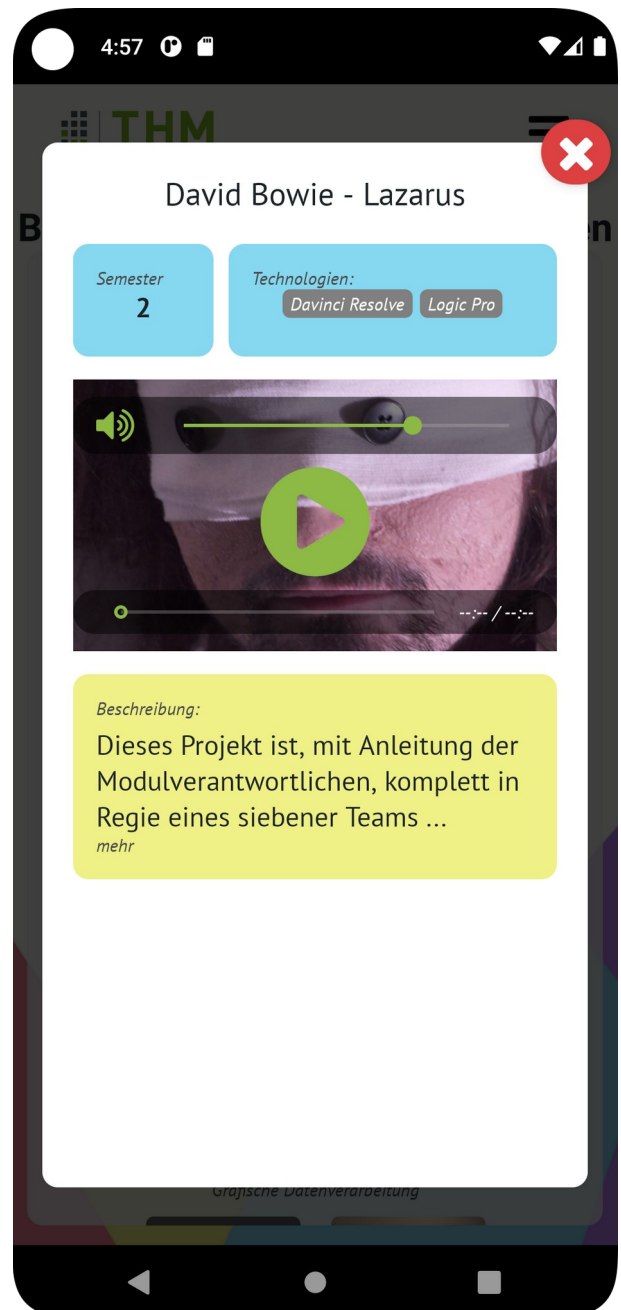 4:57
THM
B
en
David Bowie - Lazarus
Semester
2
Technologien:
Davinci Resolve
Logic Pro
--:-- / --:--
Beschreibung:
Dieses Projekt ist, mit Anleitung der
Modulverantwortlichen, komplett in
Regie eines siebener Teams ...
mehr
Grafische Datenverarbeitung